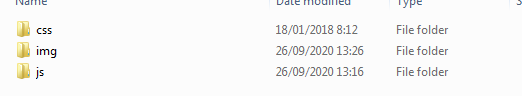 Name Date modified Type S
css 18/01/2018 8:12 File folder
img 26/09/2020 13:26 File folder
js 26/09/2020 13:16 File folder